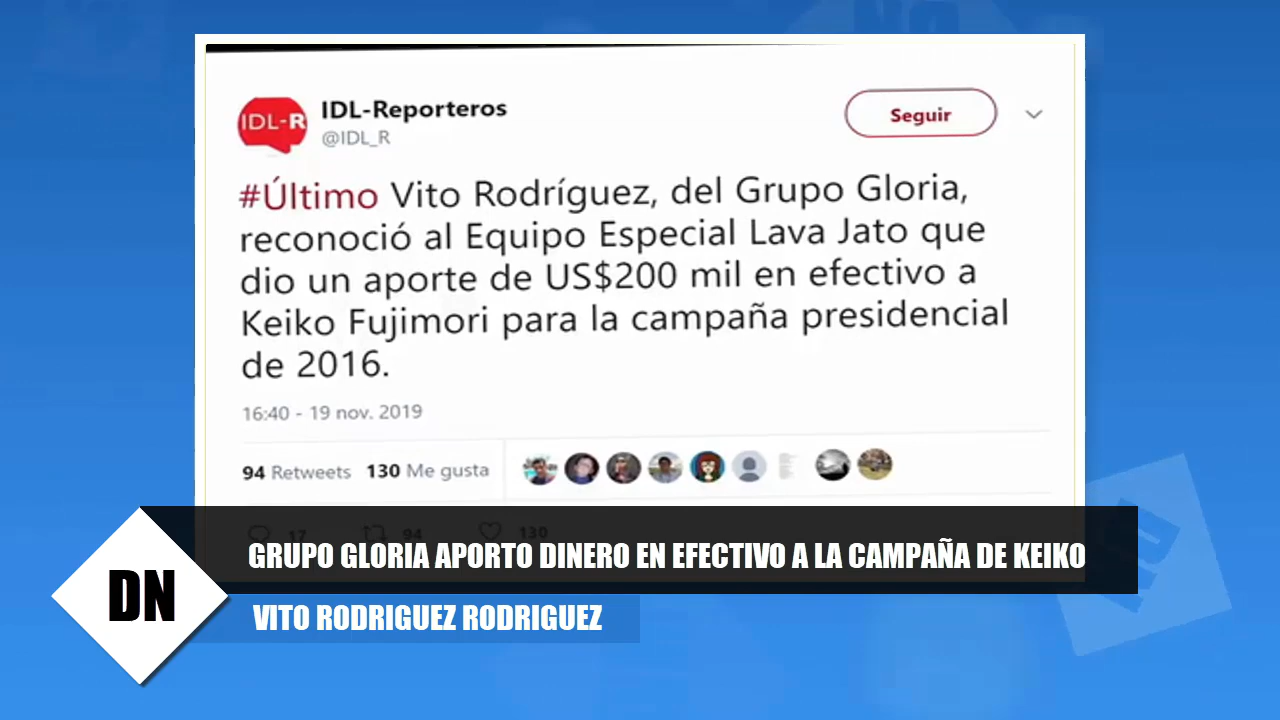 IDL-R
IDL-Reporteros
@IDL_R
Seguir
#Último Vito Rodríguez, del Grupo Gloria,
reconoció al Equipo Especial Lava Jato que
dio un aporte de US$200 mil en efectivo a
Keiko Fujimori para la campaña presidencial
de 2016.
16:40 - 19 nov. 2019
94 Retweets 130 Me gusta
17 94 130
GRUPO GLORIA APORTO DINERO EN EFECTIVO A LA CAMPAÑA DE KEIKO
DN
VITO RODRIGUEZ RODRIGUEZ